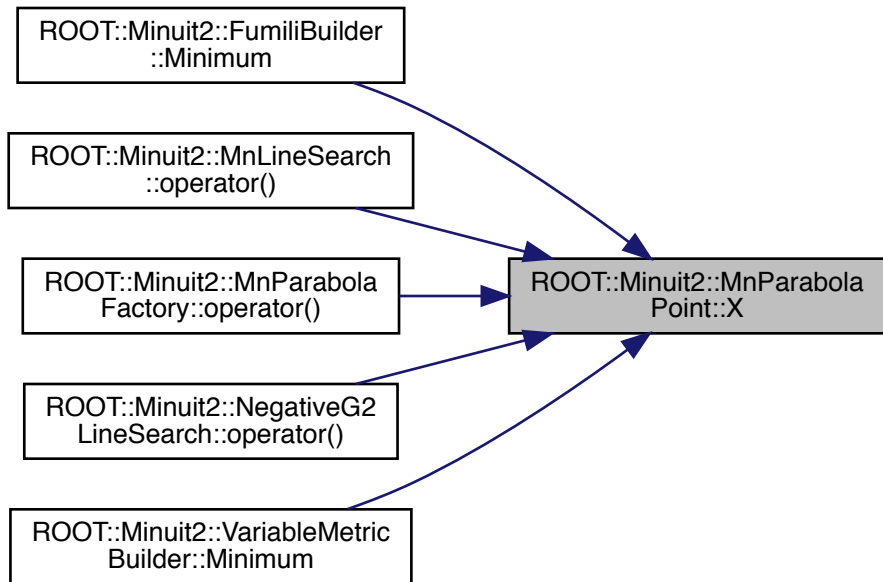 ROOT::Minuit2::FumiliBuilder
::Minimum
ROOT::Minuit2::MnLineSearch
::operator()
ROOT::Minuit2::MnParabola
Factory::operator()
ROOT::Minuit2::MnParabola
Point::X
ROOT::Minuit2::NegativeG2
LineSearch::operator()
ROOT::Minuit2::VariableMetric
Builder::Minimum